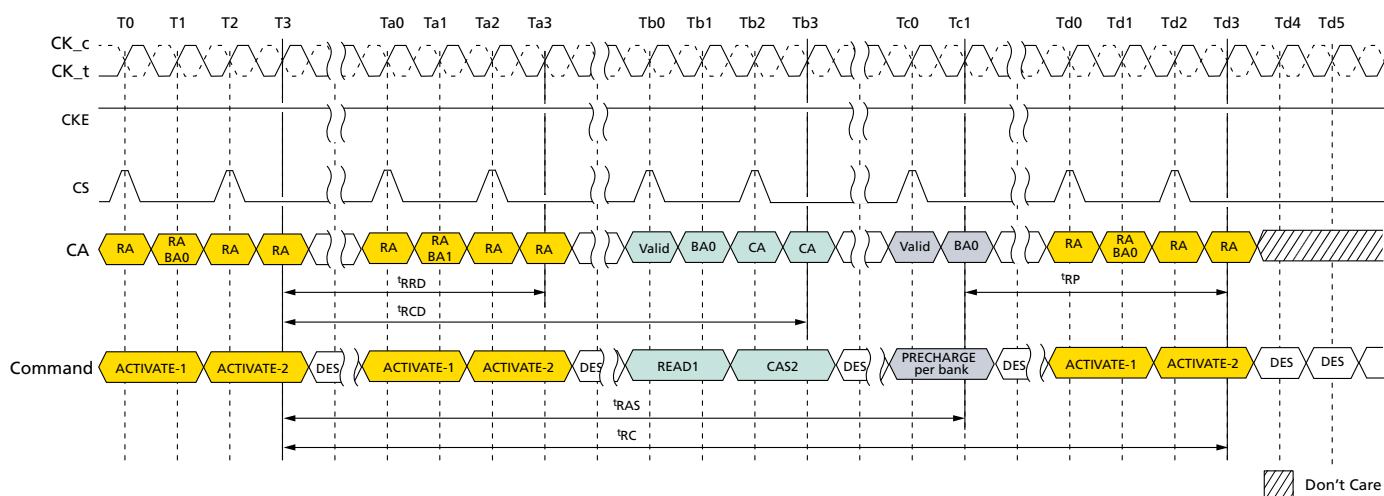 T0 T1 T2 T3 Ta0 Ta1 Ta2 Ta3 Tb0 Tb1 Tb2 Tb3 Tc0 Tc1 Td0 Td1 Td2 Td3 Td4 Td5
CK_c
CK_t
CKE
CS
CA RA RA BA0 RA RA RA RA BA1 RA RA Valid BA0 CA CA Valid BA0 RA RA BA0 RA RA
tRRD tRP
tRCD
Command ACTIVATE-1 ACTIVATE-2 DES ACTIVATE-1 ACTIVATE-2 DES READ1 CAS2 DES PRECHARGE per bank DES ACTIVATE-1 ACTIVATE-2 DES DES
tRAS
tRC
Don't Care